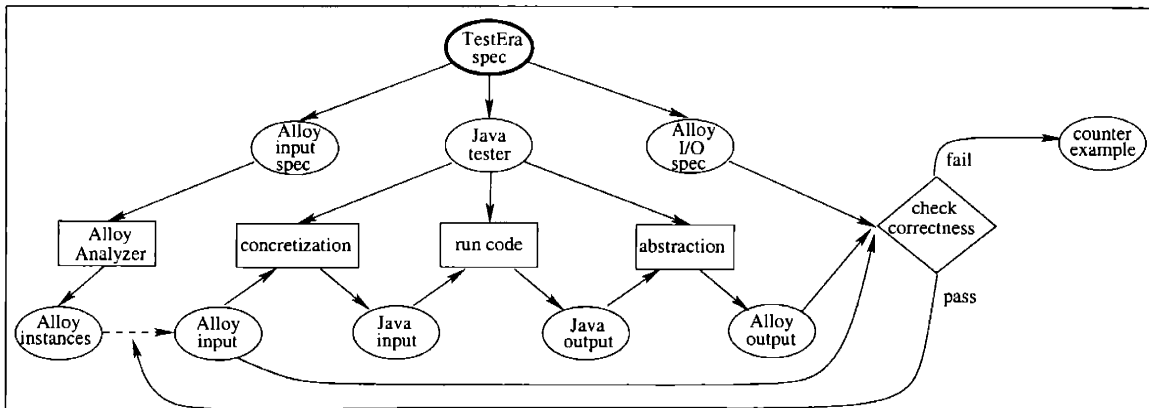 TestEra
spec
Alloy
input
spec
Java
tester
Alloy
I/O
spec
counter
example
fail
check
correctness
Alloy
Analyzer
concretization
run code
abstraction
pass
Alloy
instances
Alloy
input
Java
input
Java
output
Alloy
output